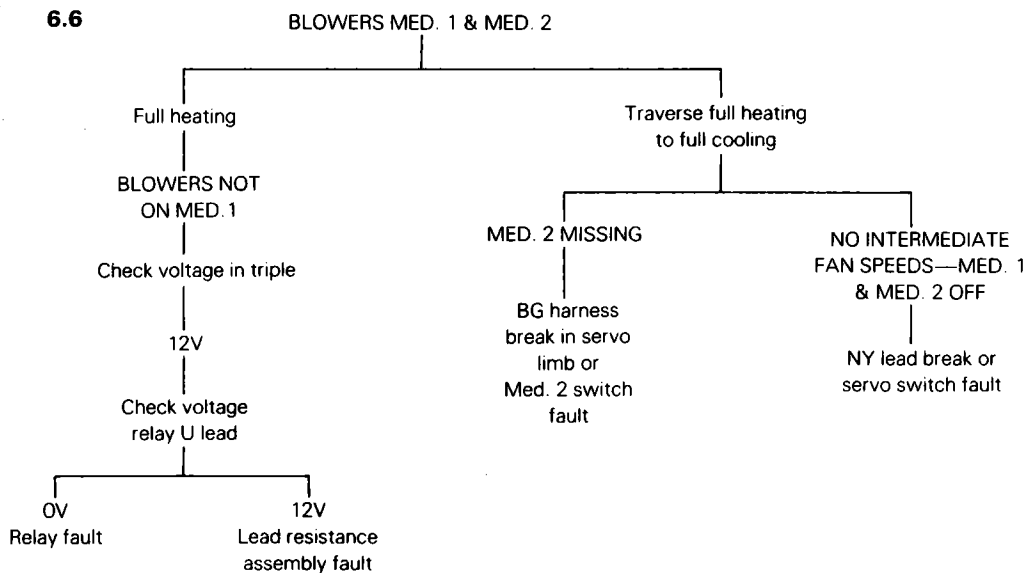 6.6
BLOWERS MED. 1 & MED. 2
Full heating
BLOWERS NOT
ON MED. 1
Check voltage in triple
12V
Check voltage
relay U lead
0V
Relay fault
12V
Lead resistance
assembly fault
Traverse full heating
to full cooling
MED. 2 MISSING
BG harness
break in servo
limb or
Med. 2 switch
fault
NO INTERMEDIATE
FAN SPEEDS—MED. 1
& MED. 2 OFF
NY lead break or
servo switch fault